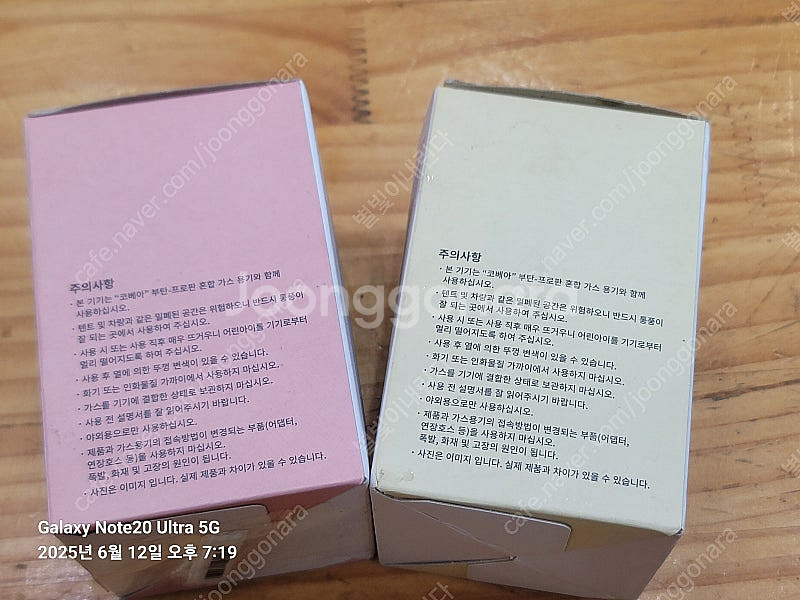 주의사항
· 본 기기는 "코베아" 부탄-프로판 혼합 가스 용기와 함께
사용하십시오.
· 텐트 및 차량과 같은 밀폐된 공간은 위험하오니 반드시 통풍이
잘 되는 곳에서 사용하여 주십시오.
· 사용 시 또는 사용 직후 매우 뜨거우니 어린아이들 기기로부터
멀리 떨어지도록 하여 주십시오.
· 사용 후 열에 의한 뚜껑 변색이 있을 수 있습니다.
· 화기 또는 인화물질 가까이에서 사용하지 마십시오.
· 가스를 기기에 결합한 상태로 보관하지 마십시오.
· 사용 전 설명서를 잘 읽어주시기 바랍니다.
· 야외용으로만 사용하십시오.
· 제품과 가스용기의 접속방법이 변경되는 부품(어댑터,
연장호스 등)을 사용하지 마십시오.
폭발, 화재 및 고장의 원인이 됩니다.
· 사진은 이미지 입니다. 실제 제품과 차이가 있을 수 있습니다.
주의사항
· 본 기기는 "코베아" 부탄-프로판 혼합 가스 용기와 함께
사용하십시오.
· 텐트 및 차량과 같은 밀폐된 공간은 위험하오니 반드시 통풍이
잘 되는 곳에서 사용하여 주십시오.
· 사용 시 또는 사용 직후 매우 뜨거우니 어린아이들 기기로부터
멀리 떨어지도록 하여 주십시오.
· 사용 후 열에 의한 뚜껑 변색이 있을 수 있습니다.
· 화기 또는 인화물질 가까이에서 사용하지 마십시오.
· 가스를 기기에 결합한 상태로 보관하지 마십시오.
· 사용 전 설명서를 잘 읽어주시기 바랍니다.
· 야외용으로만 사용하십시오.
· 제품과 가스용기의 접속방법이 변경되는 부품(어댑터,
연장호스 등)을 사용하지 마십시오.
폭발, 화재 및 고장의 원인이 됩니다.
· 사진은 이미지 입니다. 실제 제품과 차이가 있을 수 있습니다.
Joonggonara
cafe.naver.com/joonggonara
cafe.naver.com/joonggonara
cafe.naver.com/joonggonara
cafe.naver.com/joonggonara
별빛이내린다
별빛이내린다
Galaxy Note20 Ultra 5G
2025년 6월 12일 오후 7:19